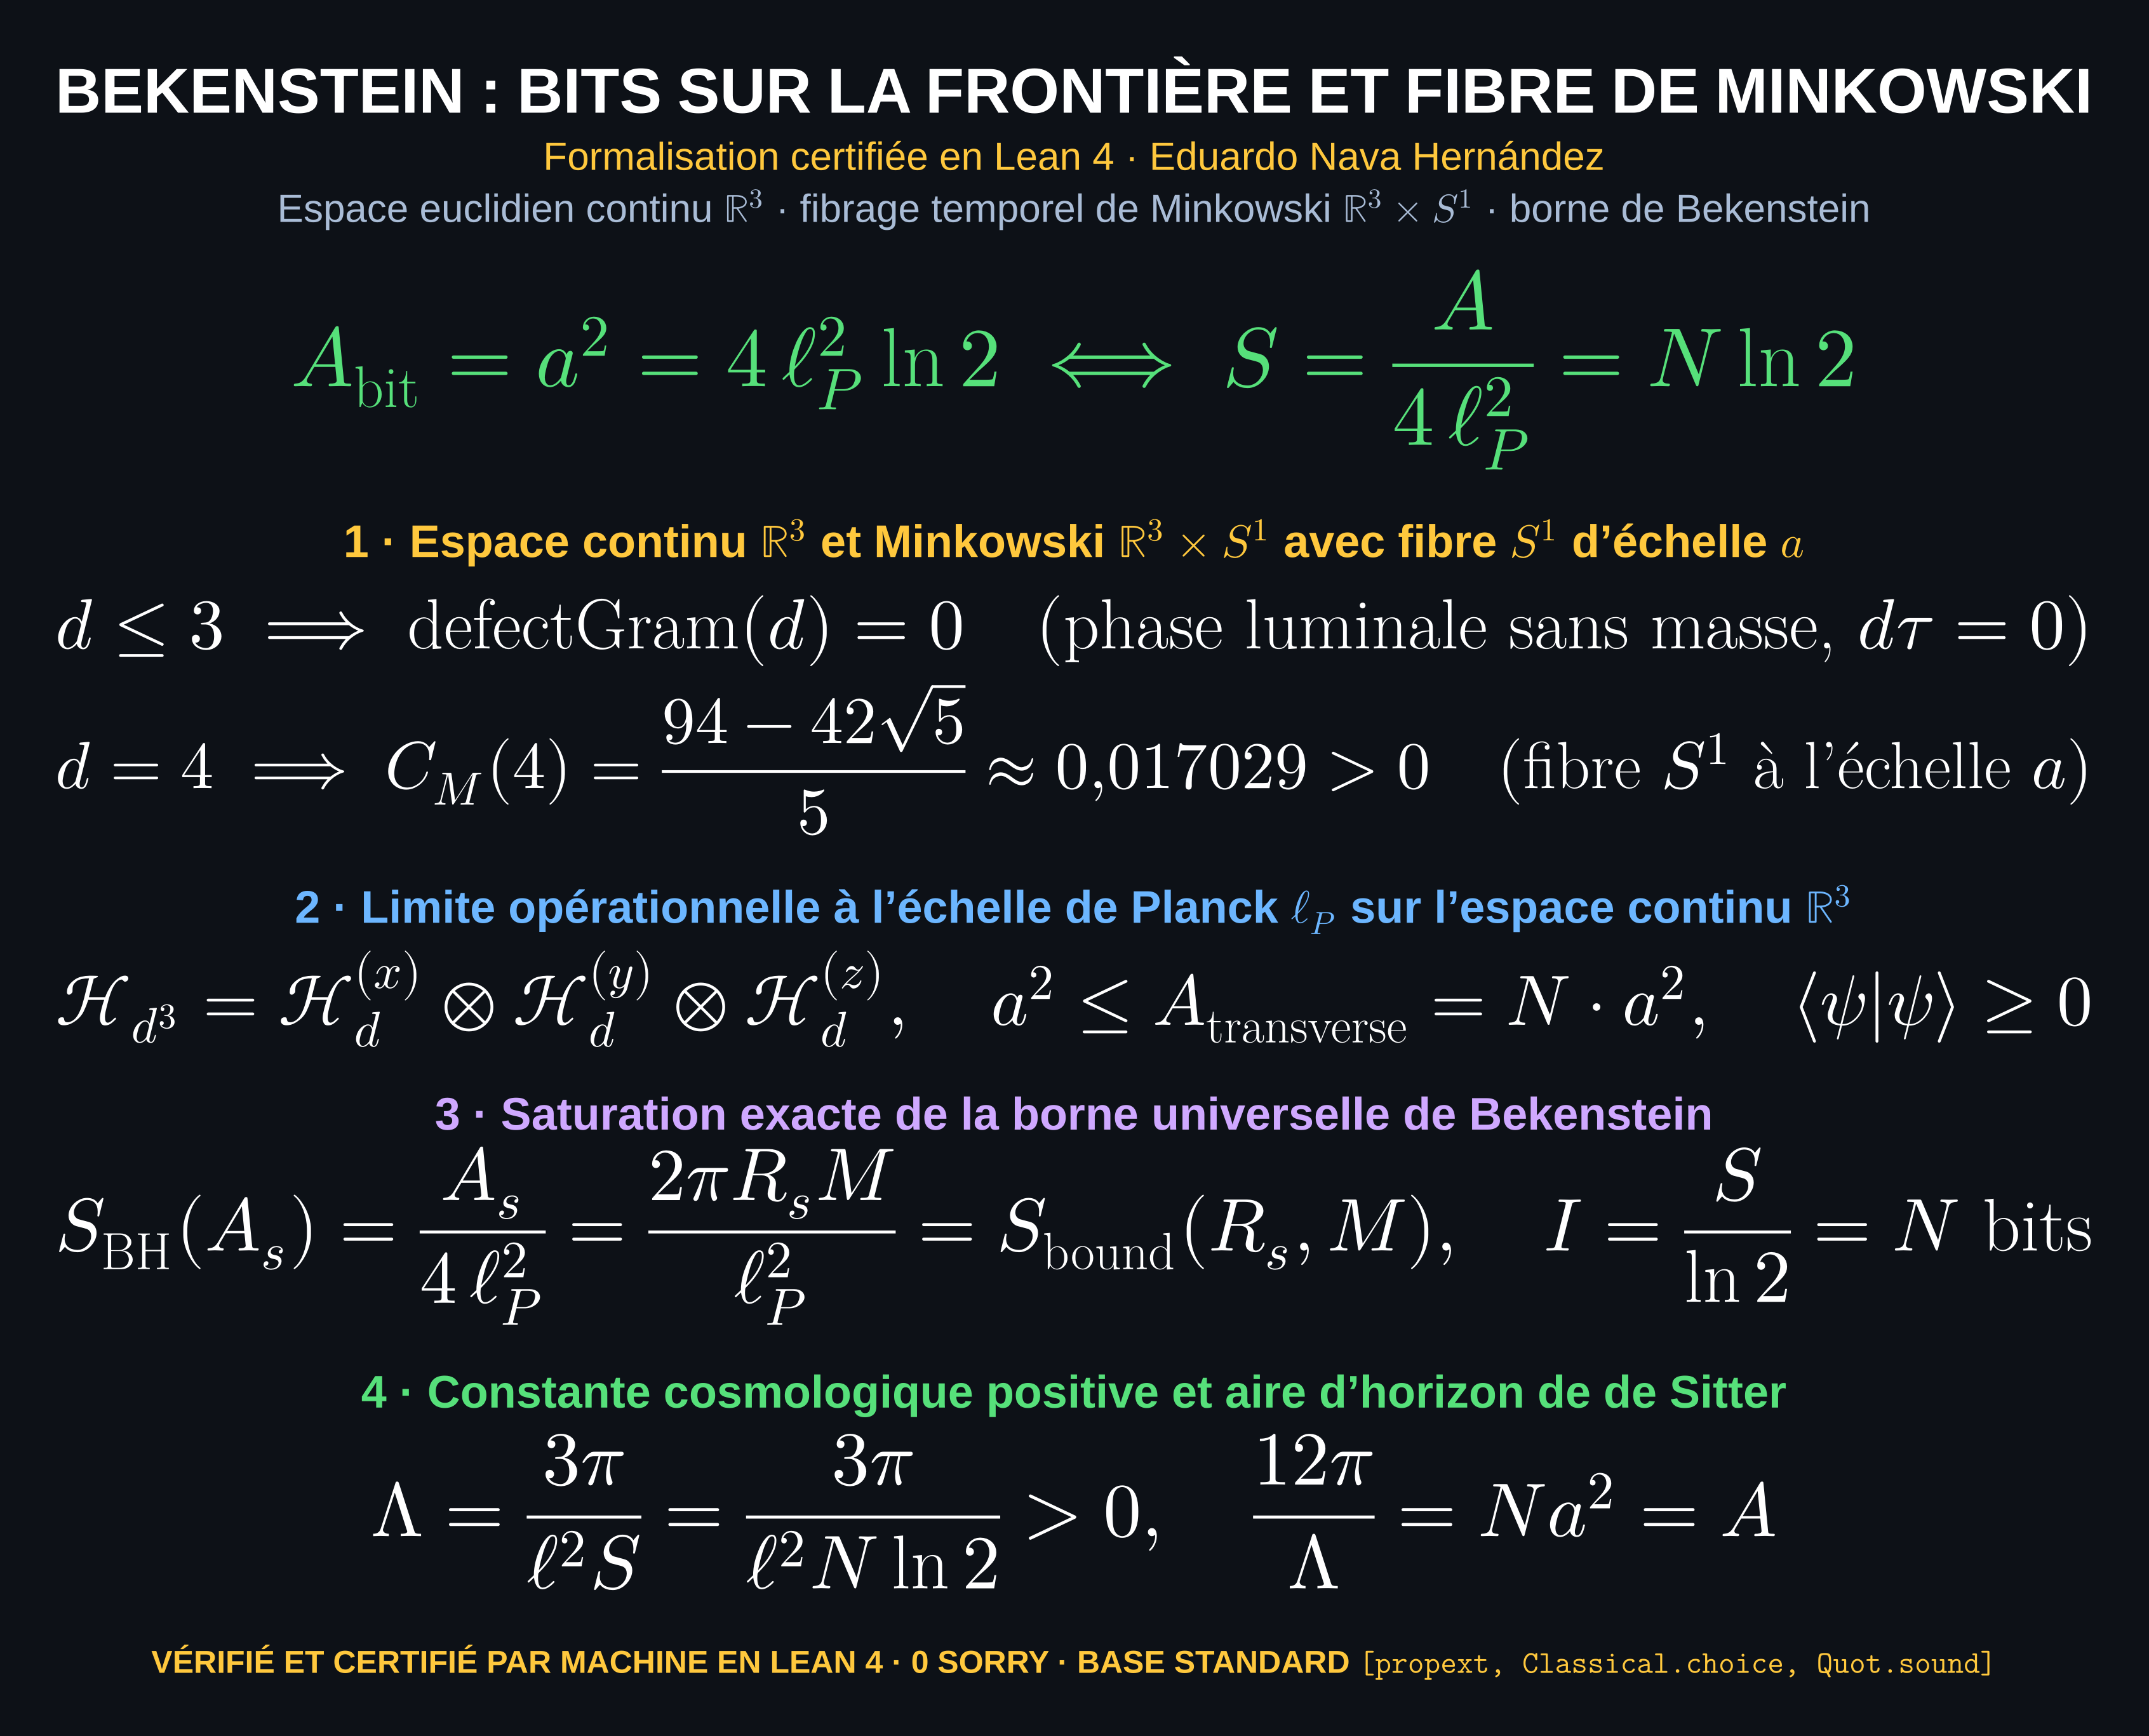 BEKENSTEIN : BITS SUR LA FRONTIÈRE ET FIBRE DE MINKOWSKI
Formalisation certifiée en Lean 4 · Eduardo Nava Hernández
Espace euclidien continu ℝ³ · fibrage temporel de Minkowski ℝ³ × S¹ · borne de Bekenstein
A_bit = a² = 4 ℓ_P² ln 2 ⟺ S = A / (4 ℓ_P²) = N ln 2
1 · Espace continu ℝ³ et Minkowski ℝ³ × S¹ avec fibre S¹ d’échelle a
d ≤ 3 ⟹ defectGram(d) = 0 (phase luminale sans masse, dτ = 0)
d = 4 ⟹ C_M(4) = (94 − 42√5) / 5 ≈ 0,017029 > 0 (fibre S¹ à l’échelle a)
2 · Limite opérationnelle à l’échelle de Planck ℓ_P sur l’espace continu ℝ³
ℋ_{d³} = ℋ_d^{(x)} ⊗ ℋ_d^{(y)} ⊗ ℋ_d^{(z)}, a² ≤ A_transverse = N · a², ⟨ψ|ψ⟩ ≥ 0
3 · Saturation exacte de la borne universelle de Bekenstein
S_BH(A_s) = A_s / (4 ℓ_P²) = 2πR_sM / ℓ_P² = S_bound(R_s, M), I = S / ln 2 = N bits
4 · Constante cosmologique positive et aire d’horizon de de Sitter
Λ = 3π / (ℓ²S) = 3π / (ℓ²N ln 2) > 0, 12π / Λ = Na² = A
VÉRIFIÉ ET CERTIFIÉ PAR MACHINE EN LEAN 4 · 0 SORRY · BASE STANDARD [propext, Classical.choice, Quot.sound]